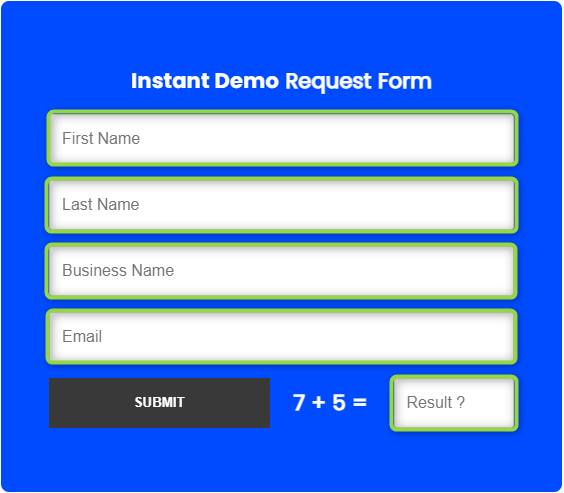 Instant Demo Request Form
First Name
Last Name
Business Name
Email
SUBMIT 7 + 5 = Result ?